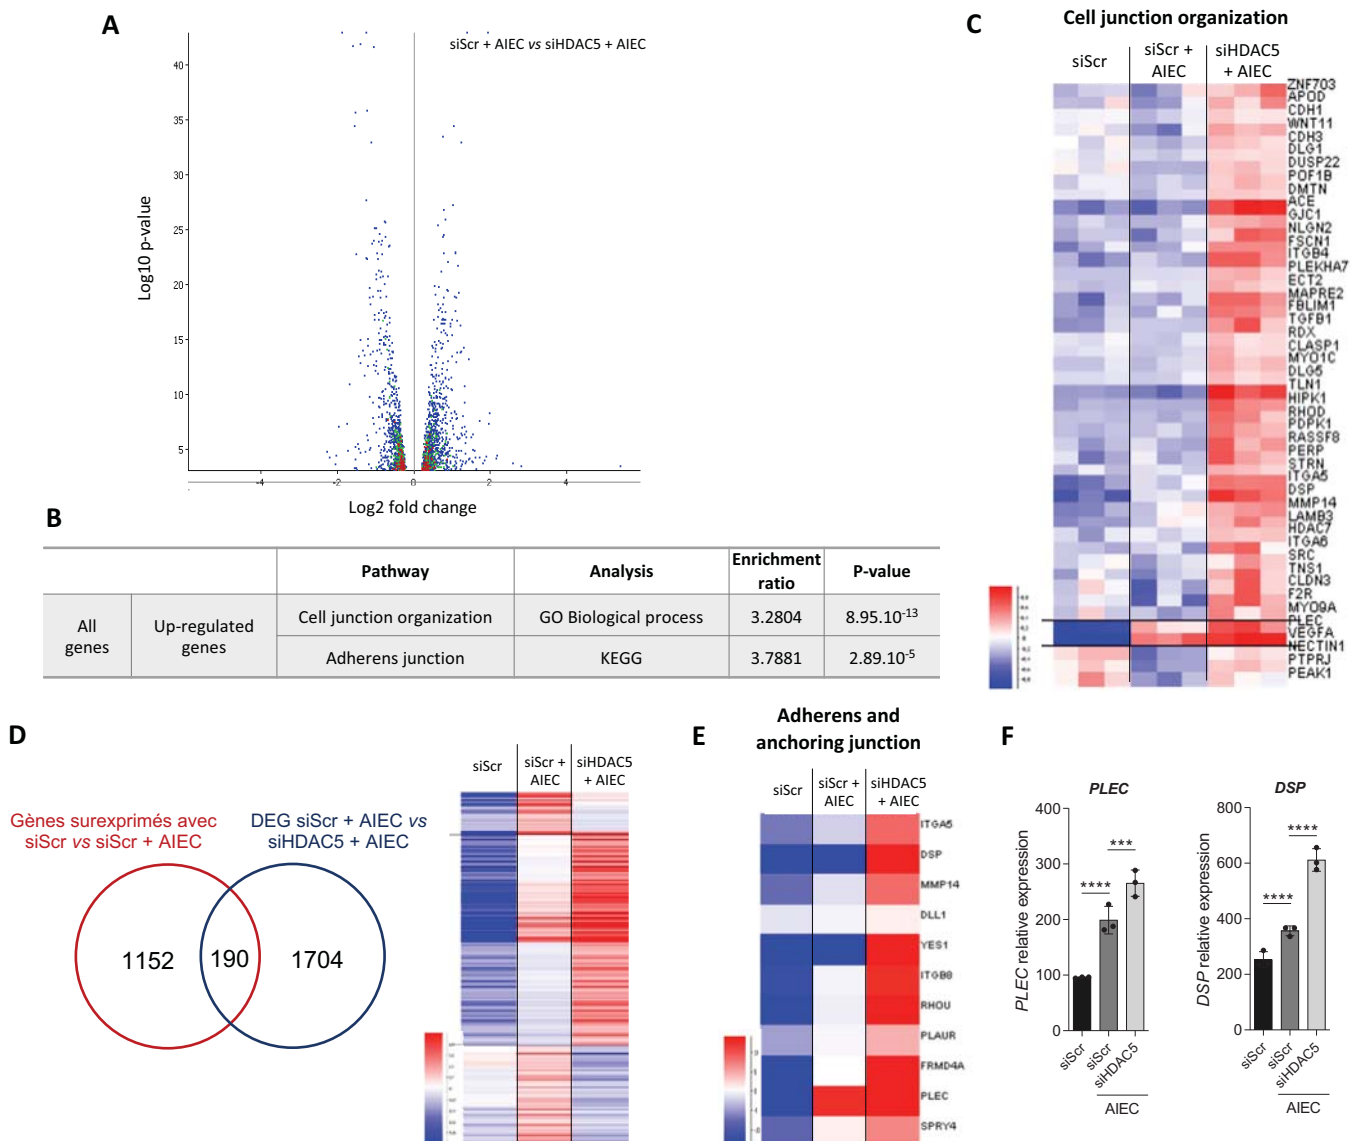 A
siScr + AIEC vs siHDAC5 + AIEC
Log10 p-value
40
35
30
25
20
15
10
5
-4
-2
0
2
4
Log2 fold change
B
Pathway
Analysis
Enrichment ratio
P-value
All genes
Up-regulated genes
Cell junction organization
GO Biological process
3.2804
8.95.10-13
Adherens junction
KEGG
3.7881
2.89.10-5
C
Cell junction organization
siScr
siScr + AIEC
siHDAC5 + AIEC
ZNF703
APOD
CDH1
WNT11
CDH3
DLG1
DUSP22
POF1B
DMTN
ACE
GJC1
NLGN2
FSCN1
ITGB4
PLEKHA7
ECT2
MAPRE2
FBLIM1
TGFB1
RDX
CLASP1
MYO1C
DLG5
TLN1
HIPK1
RHOD
PDPK1
RASSF8
PERP
STRN
ITGA5
DSP
MMP14
LAMB3
HDAC7
ITGA6
SRC
TNS1
CLDN3
F2R
MYO9A
PLEC
VEGFA
NECTIN1
PTPRJ
PEAK1
D
Gènes surexprimés avec
siScr vs siScr + AIEC
DEG siScr + AIEC vs
siHDAC5 + AIEC
1152
190
1704
siScr
siScr + AIEC
siHDAC5 + AIEC
E
Adherens and
anchoring junction
siScr
siScr + AIEC
siHDAC5 + AIEC
ITGA5
DSP
MMP14
DLL1
YES1
ITGB8
RHOU
PLAUR
FRMD4A
PLEC
SPRY4
F
PLEC
PLEC relative expression
400
300
200
100
0
****
***
siScr
siScr
siHDAC5
AIEC
DSP
DSP relative expression
800
600
400
200
0
****
****
siScr
siScr
siHDAC5
AIEC